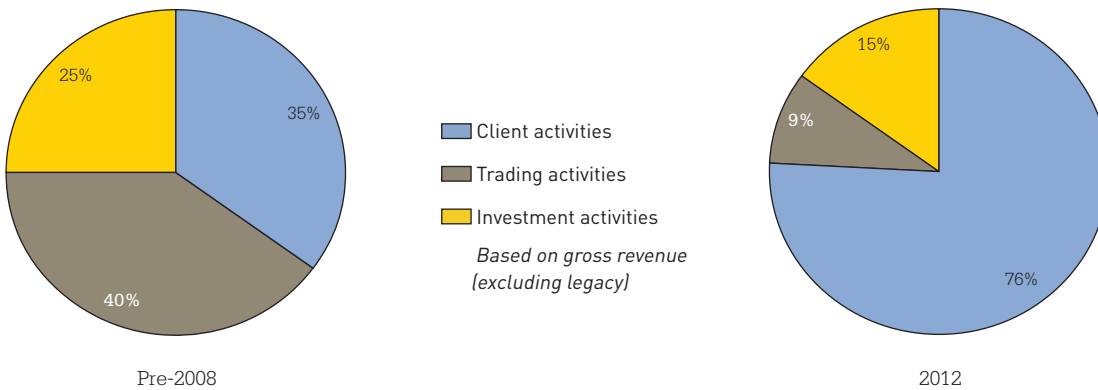 25%
35%
40%
Pre-2008
Client activities
Trading activities
Investment activities
Based on gross revenue
(excluding legacy)
15%
9%
76%
2012